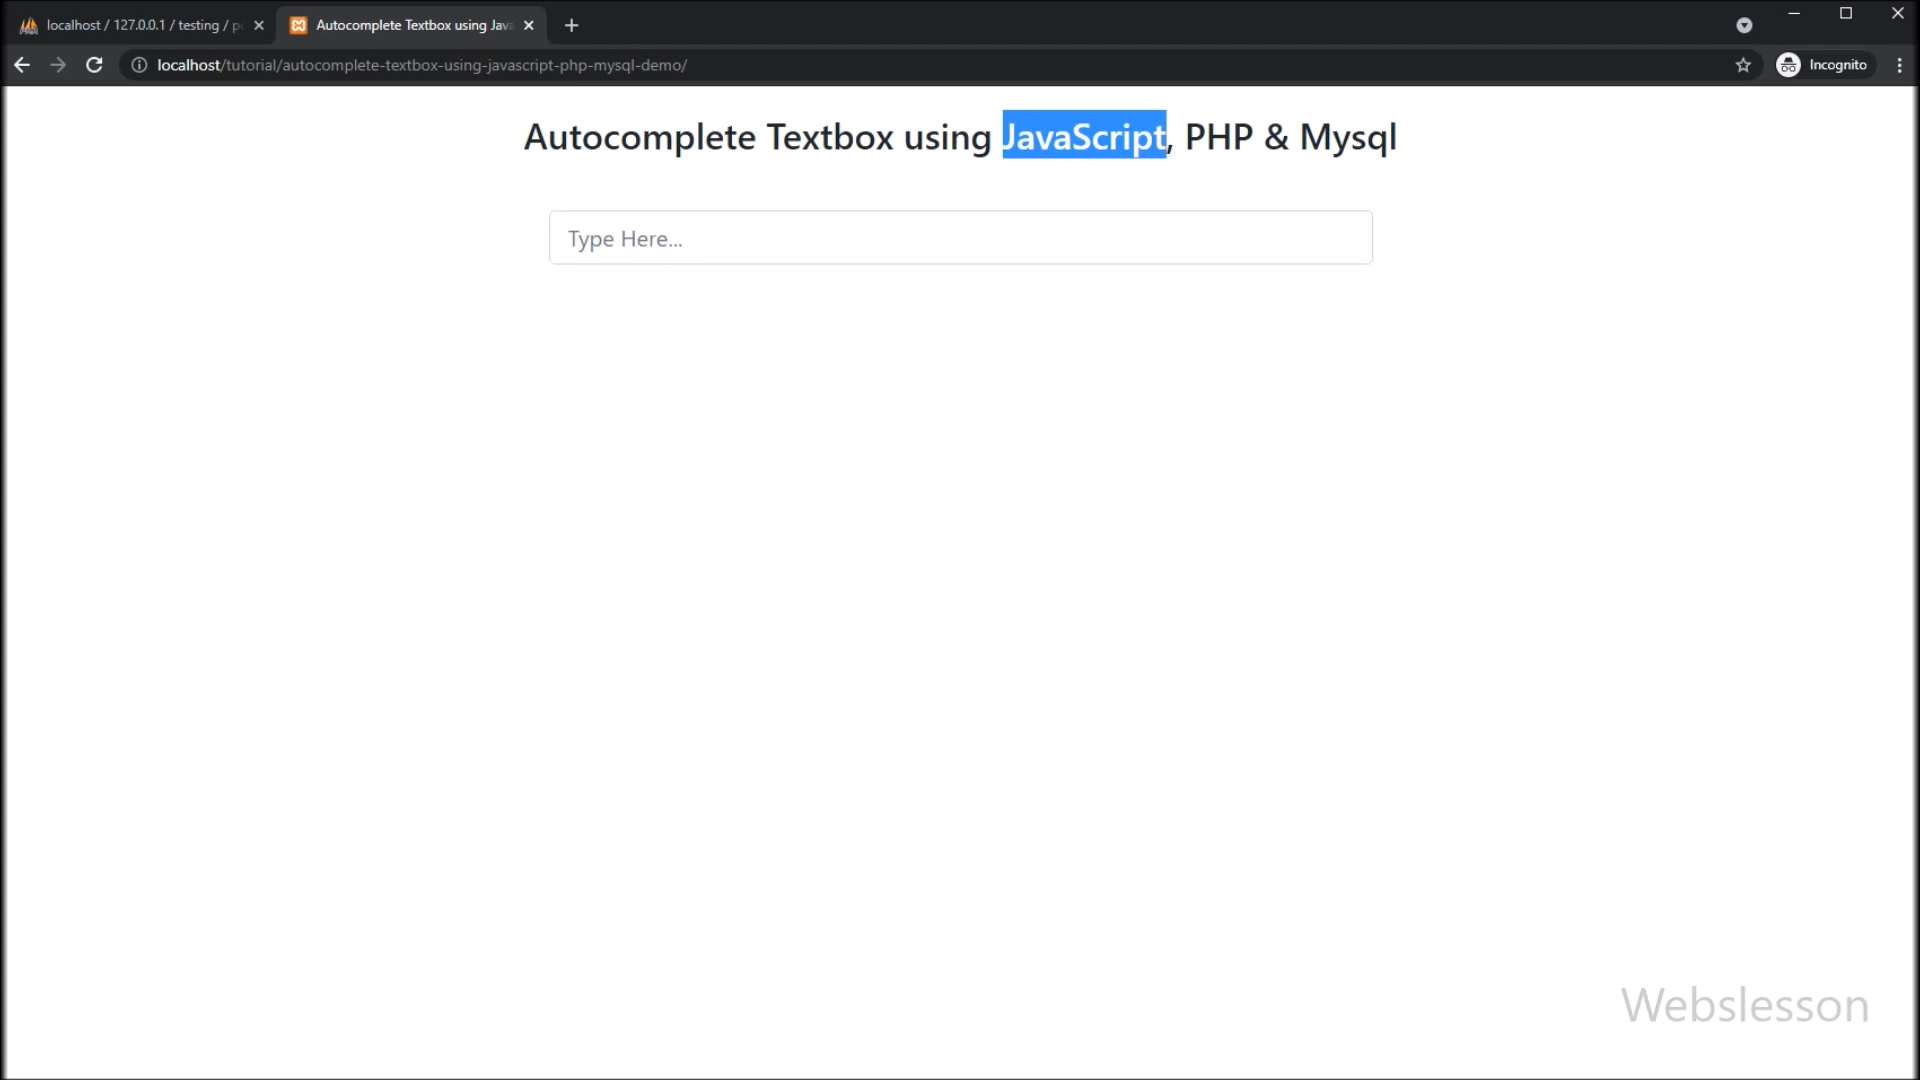 localhost / 127.0.0.1 / testing /
Autocomplete Textbox using Jav
localhost/tutorial/autocomplete-textbox-using-javascript-php-mysql-demo/
Incognito
Autocomplete Textbox using JavaScript, PHP & Mysql
Type Here...
Webslesson